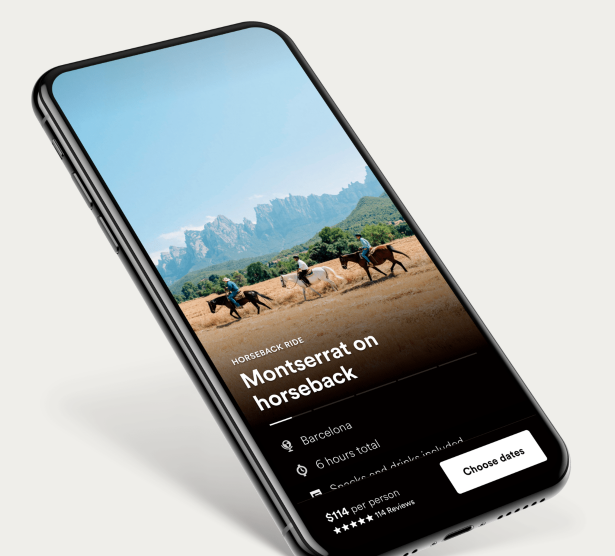 HORSEBACK RIDE
Montserrat on
horseback
Barcelona
6 hours total
Snacks and drinks included
$114 per person
★★★★★ 114 Reviews
Choose dates